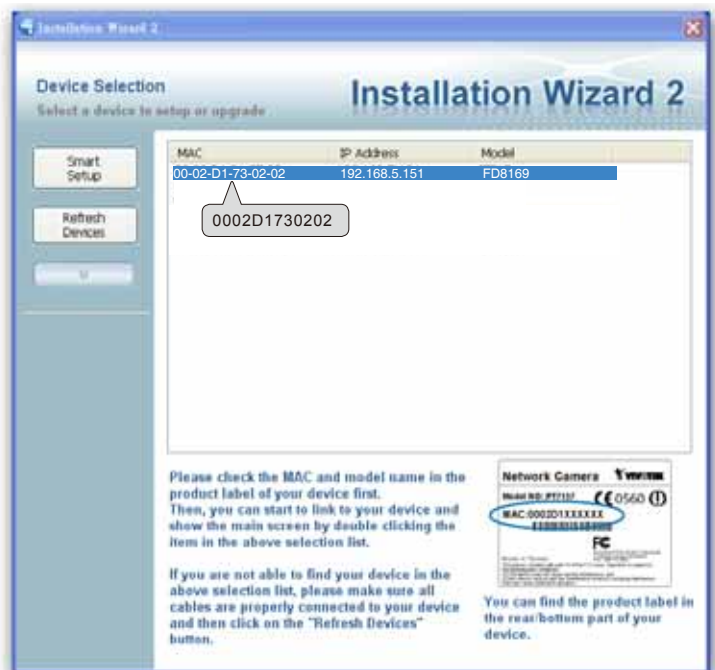 Installation Wizard 2
Device Selection
Select a device to setup or upgrade
Installation Wizard 2
Smart
Setup
Refresh
Devices
MAC IP Address Model
00-02-D1-73-02-02 192.168.5.151 FD8169
0002D1730202
Please check the MAC and model name in the
product label of your device first.
Then, you can start to link to your device and
show the main screen by double clicking the
item in the above selection list.
If you are not able to find your device in the
above selection list, please make sure all
cables are properly connected to your device
and then click on the "Refresh Devices"
button.
Network Camera
0560
MAC:0002D1XXXXXX
FC
You can find the product label in
the rear/bottom part of your
device.